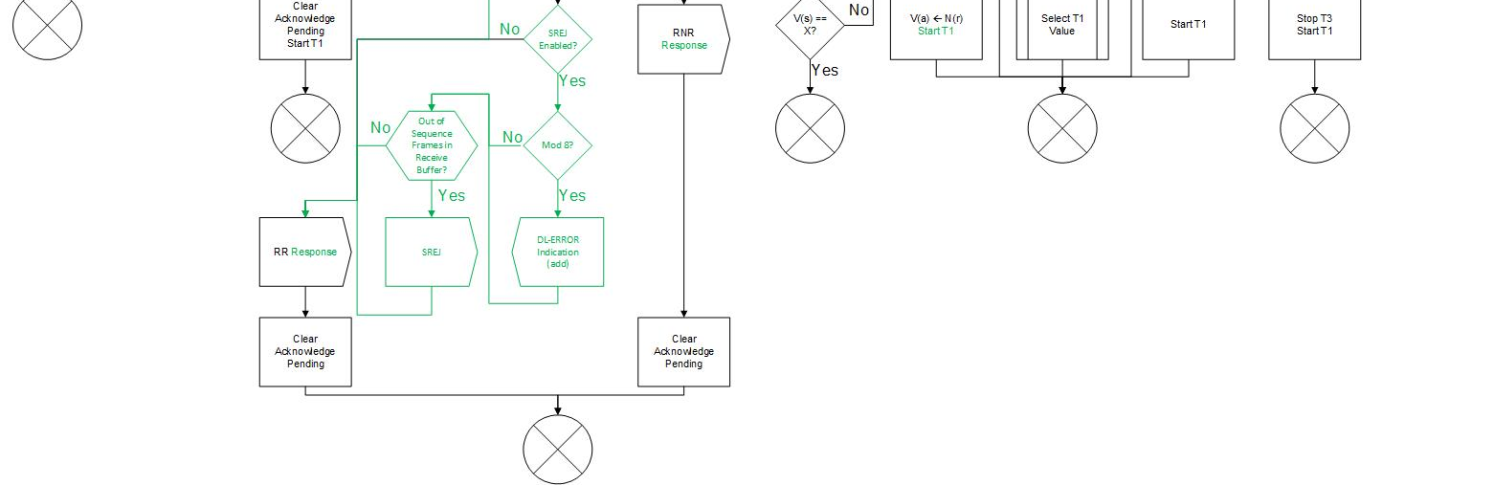 Clear
Acknowledge
Pending
Start T1
No
SREJ
Enabled?
Yes
RNR
Response
V(s) ==
X?
No
Yes
V(a) ← N(r)
Start T1
Select T1
Value
Start T1
Stop T3
Start T1
No
Out of
Sequence
Frames in
Receive
Buffer?
Yes
No
Mod 8?
Yes
RR Response
SREJ
DL-ERROR
Indication
(add)
Clear
Acknowledge
Pending
Clear
Acknowledge
Pending